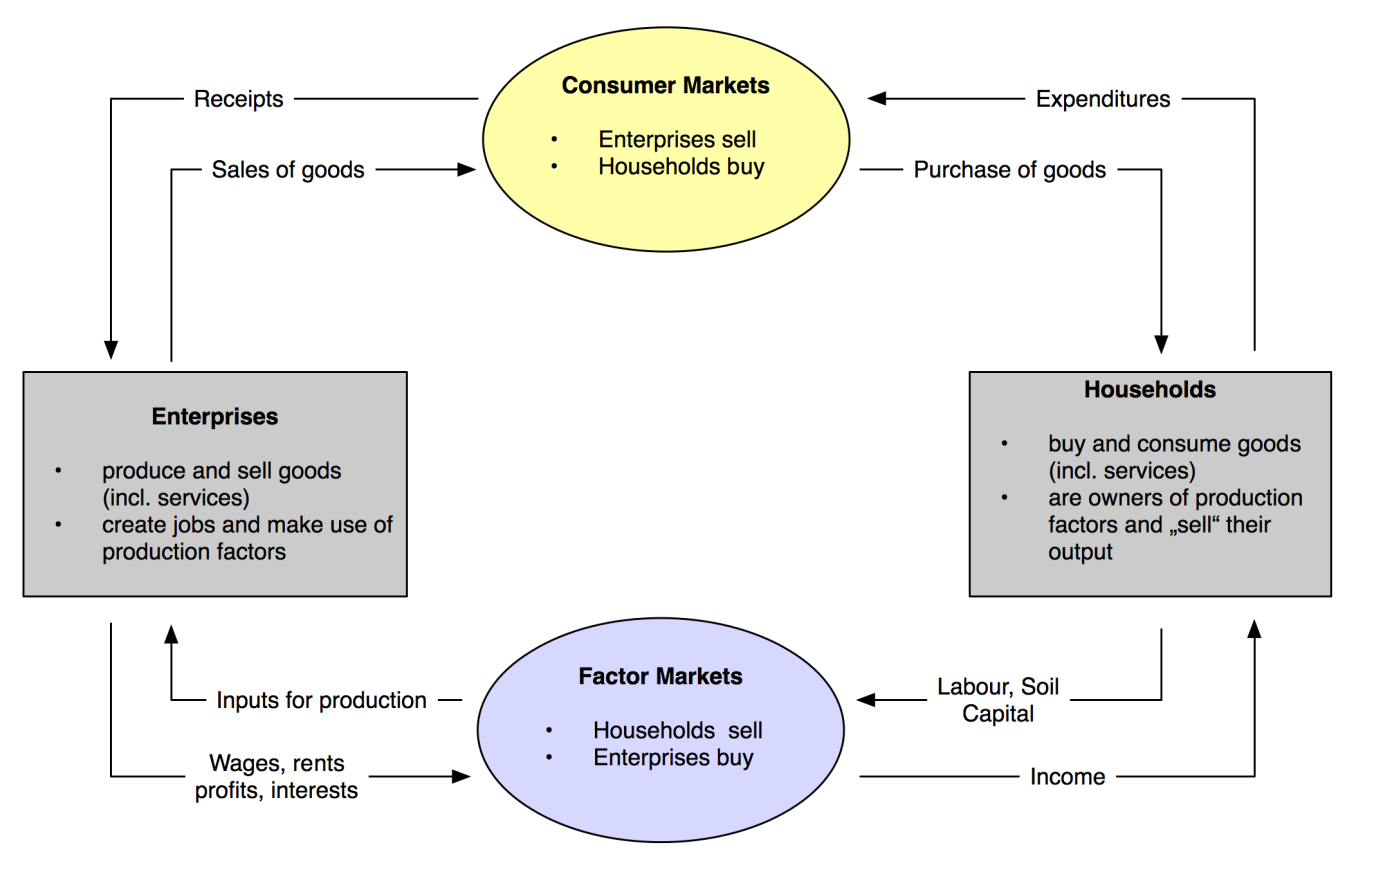 Consumer Markets
• Enterprises sell
• Households buy
Receipts
Expenditures
Sales of goods
Purchase of goods
Enterprises
• produce and sell goods
(incl. services)
• create jobs and make use of
production factors
Households
• buy and consume goods
(incl. services)
• are owners of production
factors and „sell“ their
output
Factor Markets
• Households  sell
• Enterprises buy
Inputs for production
Labour, Soil
Capital
Wages, rents
profits, interests
Income